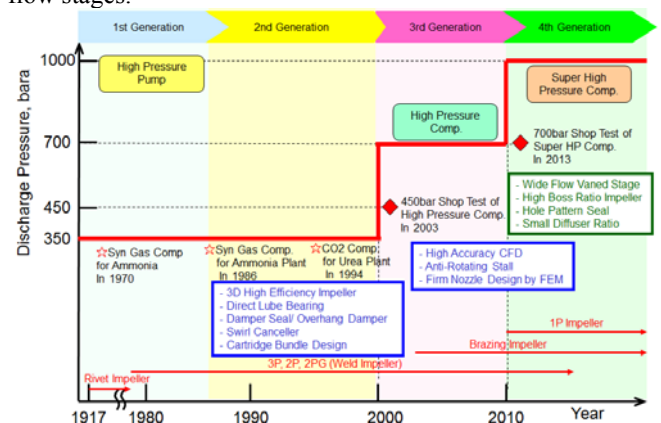 flow stages.
1st Generation
2nd Generation
3rd Generation
4th Generation
Discharge Pressure, bara
1000
700
450
350
High Pressure
Pump
High Pressure
Comp.
Super High
Pressure Comp.
700bar Shop Test of
Super HP Comp.
In 2013
450bar Shop Test of
High Pressure Comp.
In 2003
- Wide Flow Vaned Stage
- High Boss Ratio Impeller
- Hole Pattern Seal
- Small Diffuser Ratio
☆Syn Gas Comp
for Ammonia
In 1970
☆Syn Gas Comp.
for Ammonia Plant
In 1986
☆CO2 Comp.
for Urea Plant
In 1994
- High Accuracy CFD
- Anti-Rotating Stall
- Firm Nozzle Design by FEM
- 3D High Efficiency Impeller
- Direct Lube Bearing
- Damper Seal/ Overhang Damper
- Swirl Canceller
- Cartridge Bundle Design
1P Impeller
Brazing Impeller
3P, 2P, 2PG (Weld Impeller)
Rivet Impeller
1917
1980
1990
2000
2010
Year